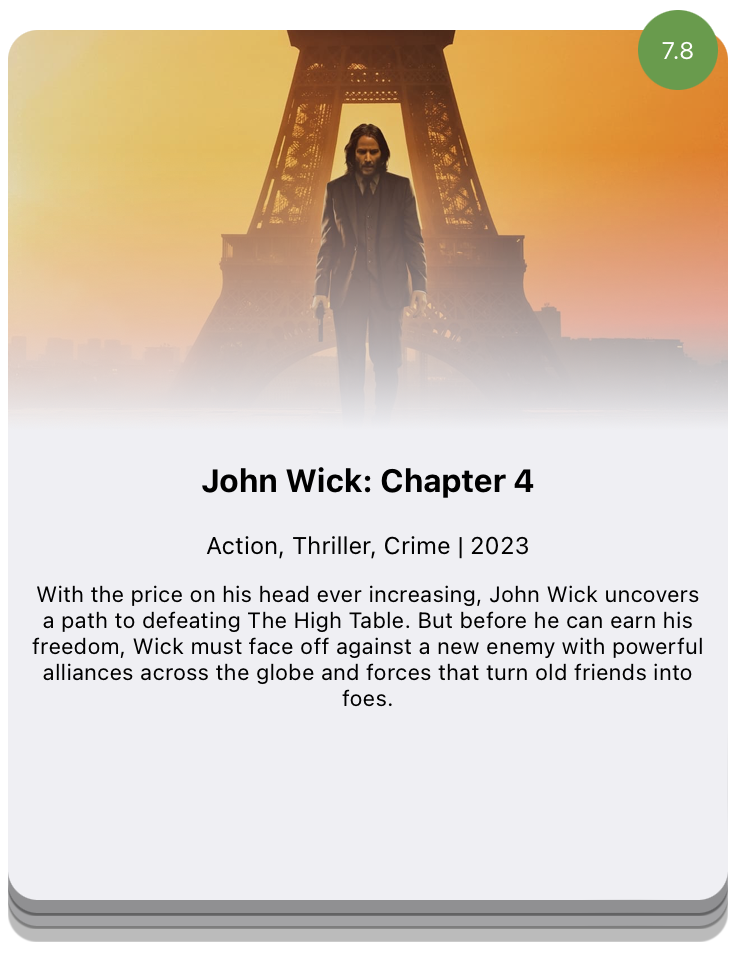 7.8
John Wick: Chapter 4
Action, Thriller, Crime | 2023
With the price on his head ever increasing, John Wick uncovers
a path to defeating The High Table. But before he can earn his
freedom, Wick must face off against a new enemy with powerful
alliances across the globe and forces that turn old friends into
foes.